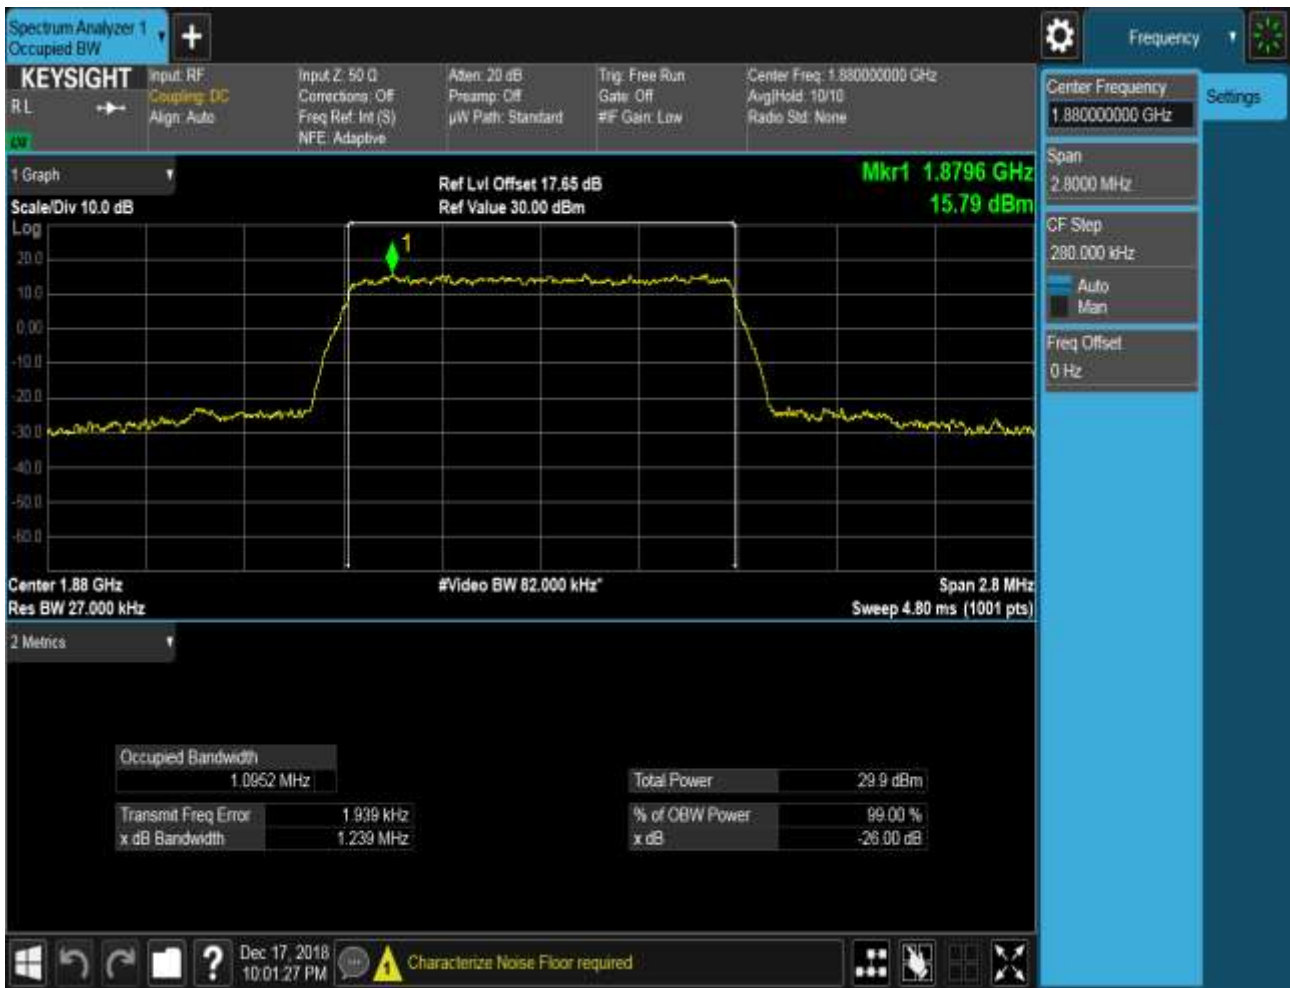 Spectrum Analyzer 1
Occupied BW
Frequency
KEYSIGHT
RL
Input: RF
Coupling: DC
Align: Auto
Input Z: 50 Ω
Corrections: Off
Freq Ref: Int (S)
NFE: Adaptive
Atten: 20 dB
Preamp: Off
µW Path: Standard
Trig: Free Run
Gate: Off
#IF Gain: Low
Center Freq: 1.880000000 GHz
Avg|Hold: 10/10
Radio Std: None
Center Frequency
1.880000000 GHz
Settings
Span
2.8000 MHz
CF Step
280.000 kHz
Auto
Man
Freq Offset
0 Hz
1 Graph
Scale/Div 10.0 dB
Ref Lvl Offset 17.65 dB
Ref Value 30.00 dBm
Mkr1 1.8796 GHz
15.79 dBm
Log
1
20.0
10.0
0.00
-10.0
-20.0
-30.0
-40.0
-50.0
-60.0
Center 1.88 GHz
#Video BW 82.000 kHz*
Span 2.8 MHz
Res BW 27.000 kHz
Sweep 4.80 ms (1001 pts)
2 Metrics
Occupied Bandwidth
1.0952 MHz
Total Power 29.9 dBm
Transmit Freq Error 1.939 kHz
% of OBW Power 99.00 %
x dB Bandwidth 1.239 MHz
x dB -26.00 dB
Dec 17, 2018
10:01:27 PM
1
Characterize Noise Floor required